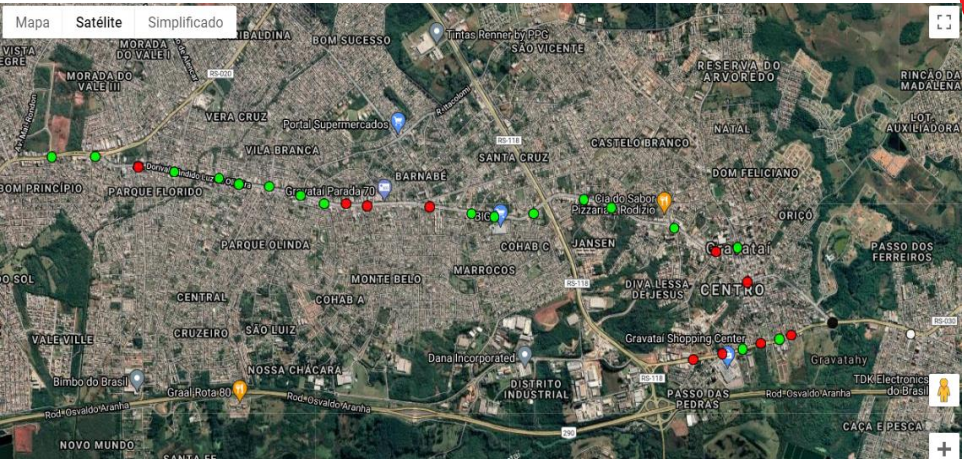 Mapa
Satélite
Simplificado
BOM SUCESSO
Tintas Renner by PPG
SÃO VICENTE
MORADA
DO VALE I
RS-020
MORADA DO
VALE III
RESERVA DO
ARVOREDO
RINCÃO DA
MADALENA
VERA CRUZ
Portal Supermercados
LOT.
AUXILIADORA
NATAL
RS-118
CASTELO BRANCO
VILA BRANCA
SANTA CRUZ
DOM FELICIANO
BARNABÉ
BOM PRINCÍPIO
PARQUE FLORIDO
Gravataí Parada 70
Cia do Sabor
Pizzaria e Rodízio
BIG
ORIÇÓ
PARQUE OLINDA
COHAB C
JANSEN
Gravataí
PASSO DOS
FERREIROS
MONTE BELO
MARROCOS
RS-118
DIVA LESSA
DE JESUS
CENTRO
CENTRAL
COHAB A
CRUZEIRO
SÃO LUIZ
VALE VILLE
RS-030
Gravataí Shopping Center
Dana Incorporated
Gravatahy
NOSSA CHÁCARA
Bimbo do Brasil
Graal Rota 80
RS-118
DISTRITO
INDUSTRIAL
PASSO DAS
PEDRAS
TDK Electronics
do Brasil
Rod. Osvaldo Aranha
Rod. Osvaldo Aranha
Rod. Osvaldo Aranha
290
CAÇA E PESCA
NOVO MUNDO
SANTA FÉ